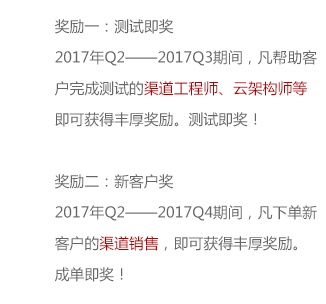 奖励一：测试即奖
2017年Q2——2017Q3期间，凡帮助客
户完成测试的渠道工程师、云架构师等
即可获得丰厚奖励。测试即奖！
奖励二：新客户奖
2017年Q2——2017Q4期间，凡下单新
客户的渠道销售，即可获得丰厚奖励。
成单即奖！